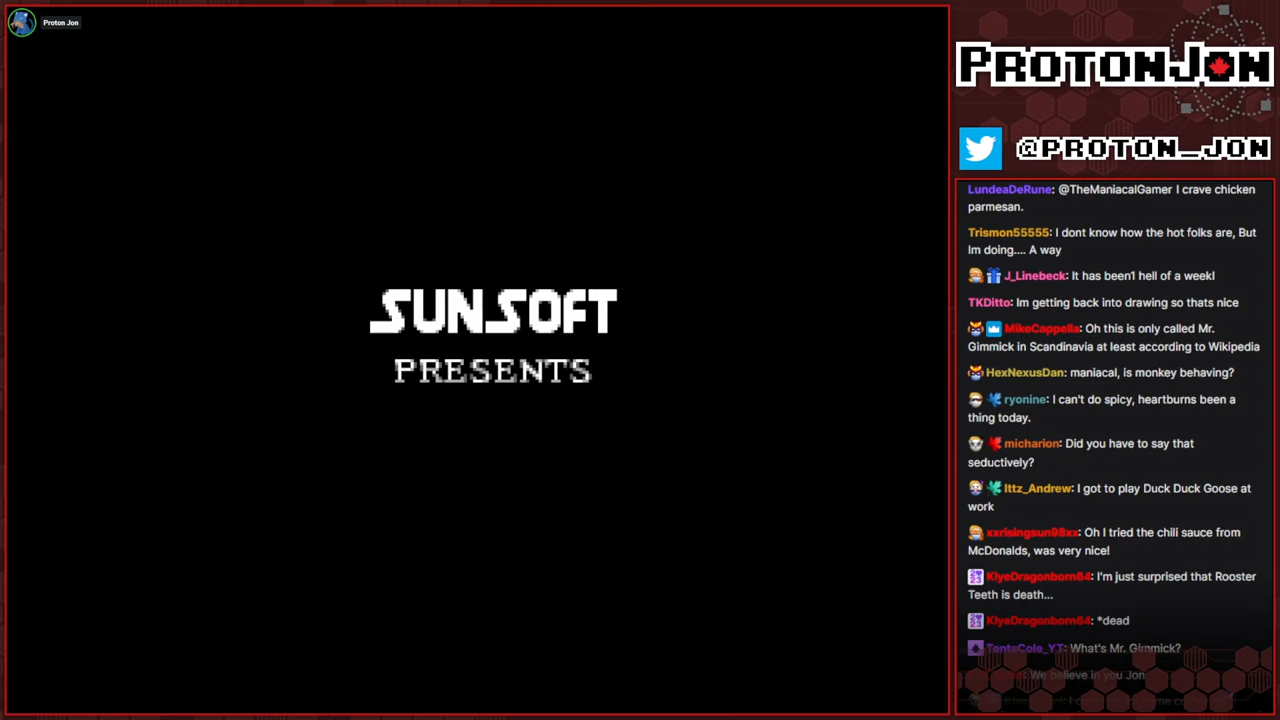 Proton Jon
SUNSOFT
PRESENTS
PROTONJON
@PROTON_JON
LundeaDeRune: @TheManiacalGamer I crave chicken
parmesan.
Trismon55555: I dont know how the hot folks are, But
Im doing.... A way
J_Linebeck: It has been1 hell of a weekl
TKDitto: Im getting back into drawing so thats nice
MikeCappella: Oh this is only called Mr.
Gimmick in Scandinavia at least according to Wikipedia
HexNexusDan: maniacal, is monkey behaving?
ryonine: I can't do spicy, heartburns been a
thing today.
micharion: Did you have to say that
seductively?
Ittz_Andrew: I got to play Duck Duck Goose at
work
xxrisingsun98xx: Oh I tried the chili sauce from
McDonalds, was very nice!
KlyeDragonborn64: I'm just surprised that Rooster
Teeth is death...
KlyeDragonborn64: *dead
TentaCole_YT: What's Mr. Gimmick?
We believe in you Jon